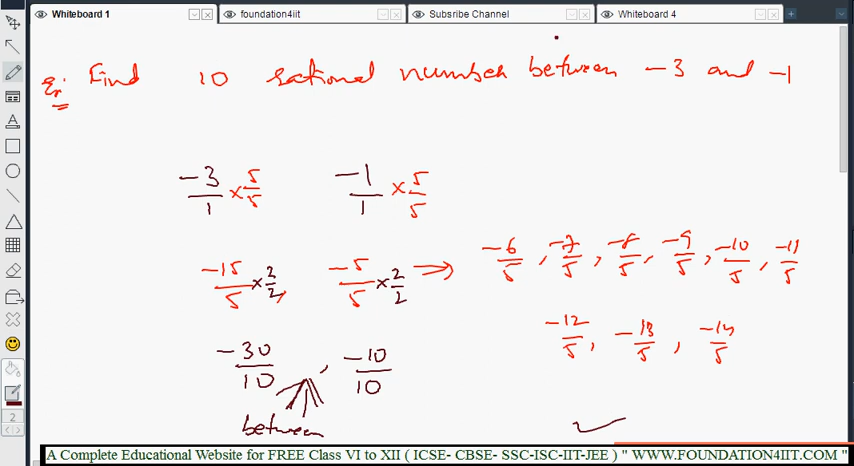 Whiteboard 1 foundation4iit Subsribe Channel Whiteboard 4
Ex: Find 10 rational number between -3 and -1
-3/1 × 5/5 -1/1 × 5/5
-15/5 × 2/2, -5/5 × 2/2 → -6/5, -7/5, -8/5, -9/5, -10/5, -11/5
-12/5, -13/5, -14/5
-30/10, -10/10
between
2
A Complete Educational Website for FREE Class VI to XII ( ICSE- CBSE- SSC-ISC-IIT-JEE ) " WWW.FOUNDATION4IIT.COM "